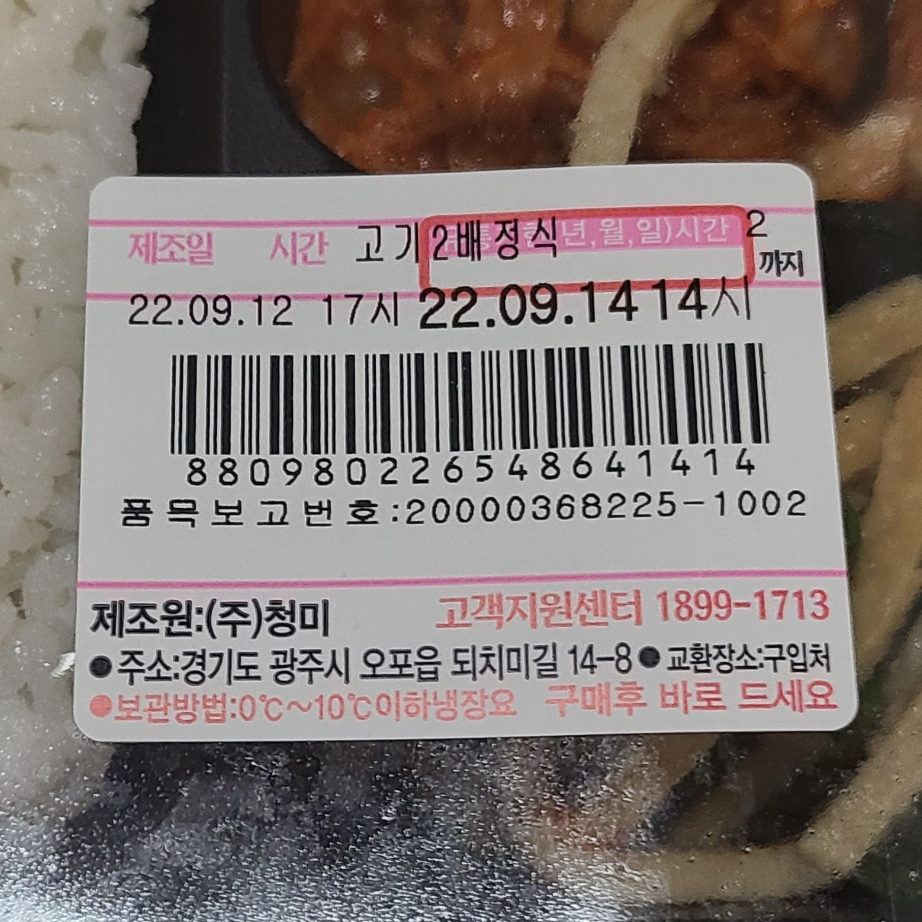 제조일 시간 고기2배정식 년,월,일)시간 2
까지
22.09.12 17시 22.09.14 14시
880980226548641414
품목보고번호:20000368225-1002
제조원:(주)청미 고객지원센터 1899-1713
●주소:경기도 광주시 오포읍 되치미길 14-8 ●교환장소:구입처
●보관방법:0℃~10℃이하냉장요 구매후 바로 드세요